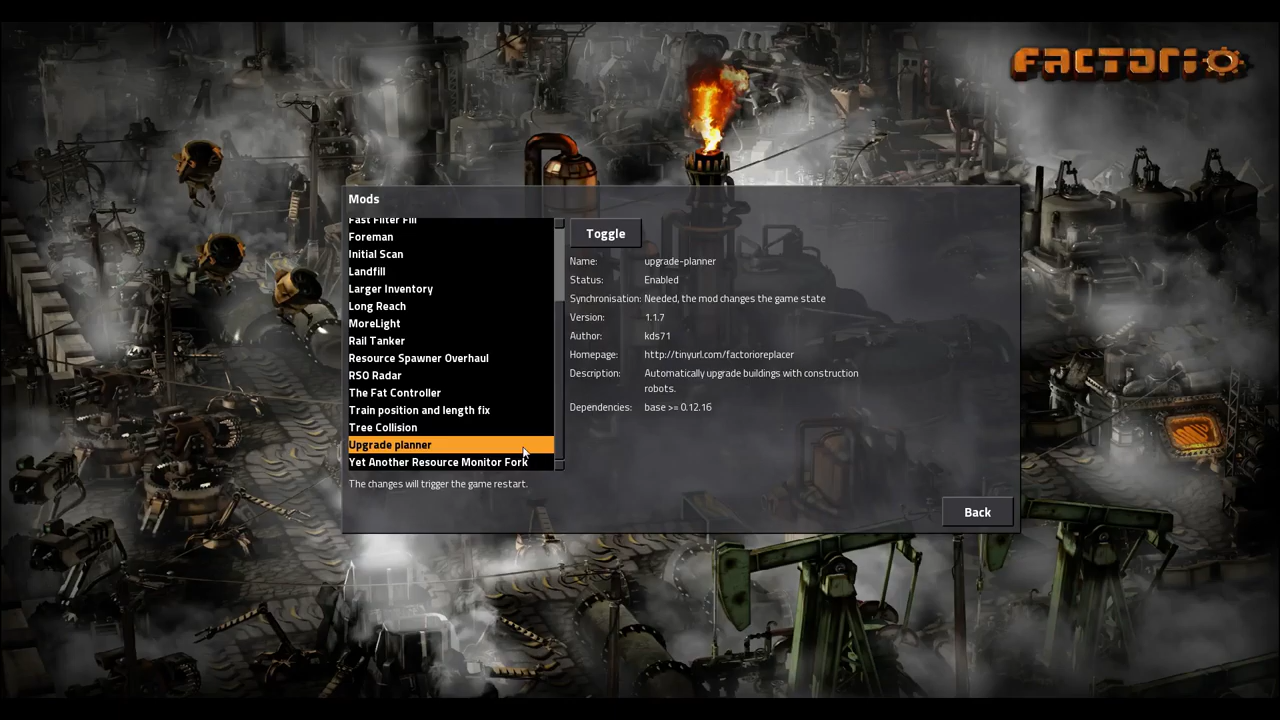 FACTORIO
Mods
Fast Filter Fill
Foreman
Initial Scan
Landfill
Larger Inventory
Long Reach
MoreLight
Rail Tanker
Resource Spawner Overhaul
RSO Radar
The Fat Controller
Train position and length fix
Tree Collision
Upgrade planner
Yet Another Resource Monitor Fork
The changes will trigger the game restart.
Toggle
Name: upgrade-planner
Status: Enabled
Synchronisation: Needed, the mod changes the game state
Version: 1.1.7
Author: kds71
Homepage: http://tinyurl.com/factorioreplacer
Description: Automatically upgrade buildings with construction
robots.
Dependencies: base >= 0.12.16
Back